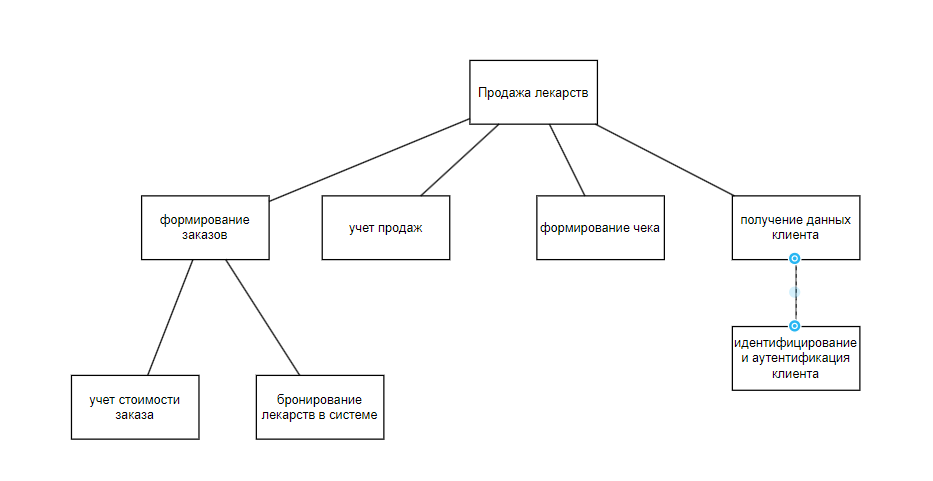 Продажа лекарств
формирование
заказов
учет продаж
формирование чека
получение данных
клиента
идентифицирование
и аутентификация
клиента
учет стоимости
заказа
бронирование
лекарств в системе